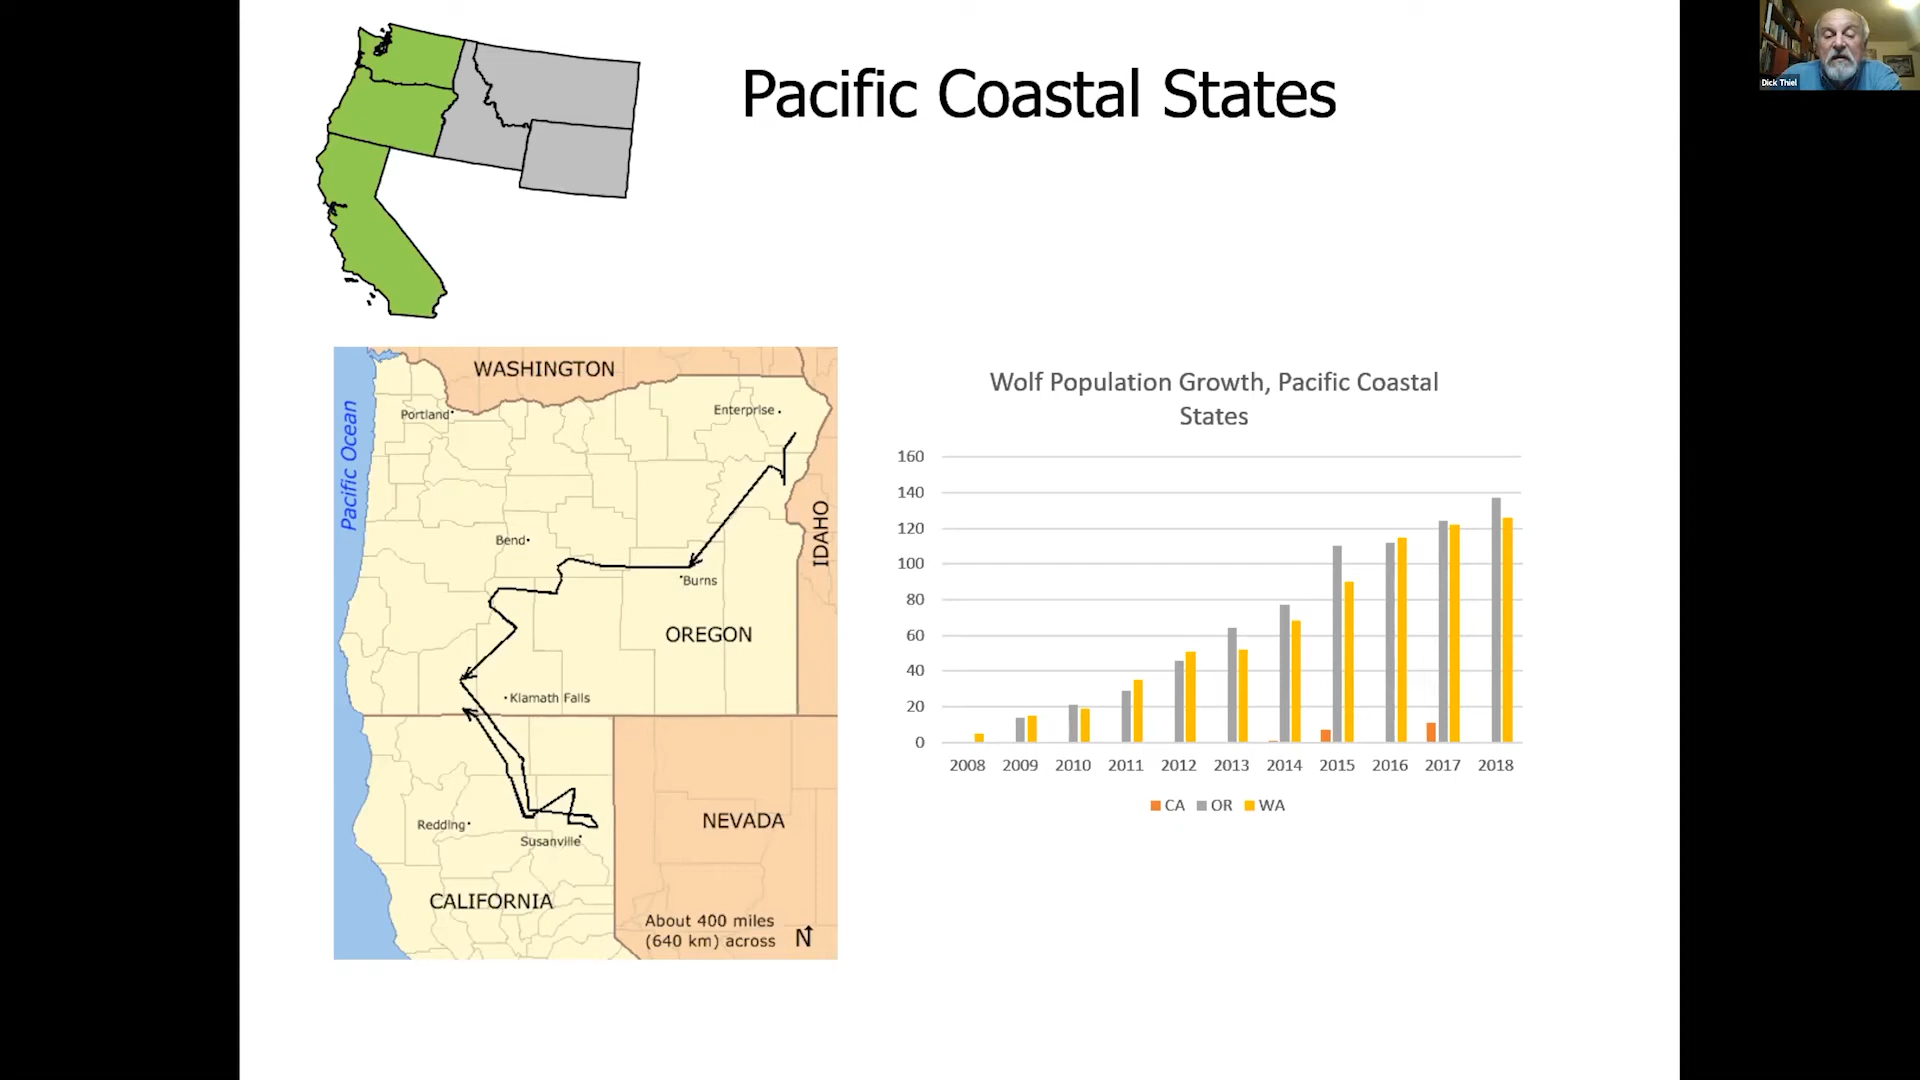 Pacific Coastal States
Dick Thiel
WASHINGTON
Portland
Enterprise
Pacific Ocean
IDAHO
Bend
Burns
OREGON
Klamath Falls
Redding
Susanville
NEVADA
CALIFORNIA
About 400 miles
(640 km) across
N
Wolf Population Growth, Pacific Coastal
States
160
140
120
100
80
60
40
20
0
2008 2009 2010 2011 2012 2013 2014 2015 2016 2017 2018
CA OR WA